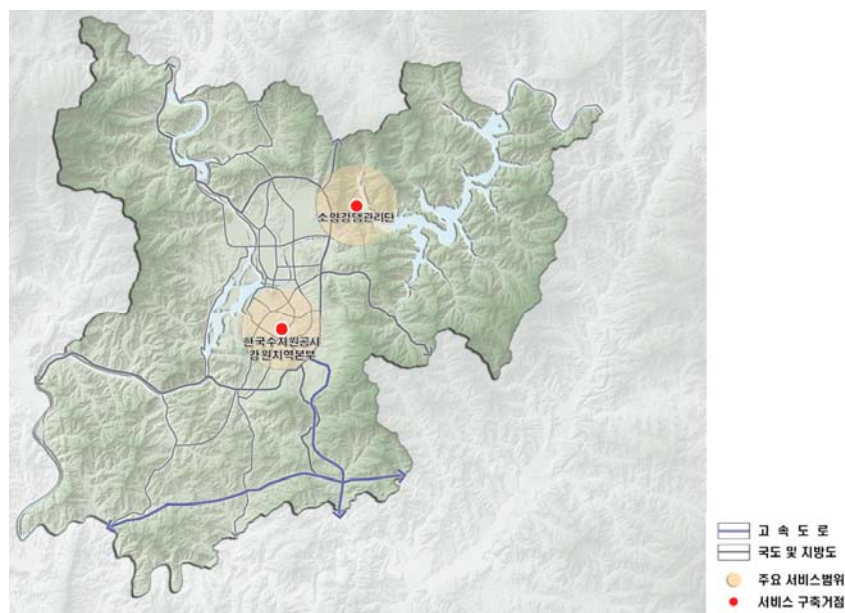 소양강댐관리단
한국수자원공사
강원지역본부
고 속 도 로
국도 및 지방도
주요 서비스범위
서비스 구축거점